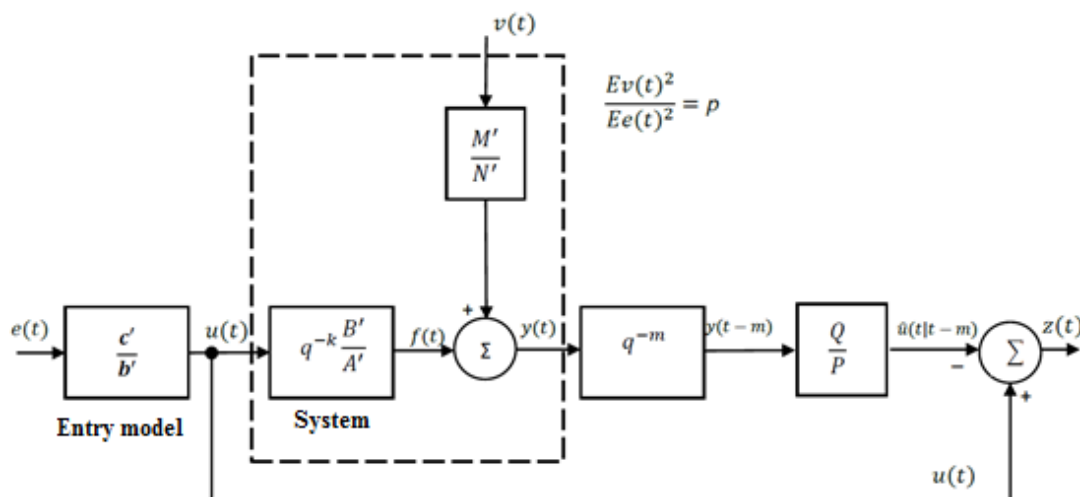 v(t)
Ev(t)²
Ee(t)² = p
M'
N'
e(t)
c'
b'
u(t)
q⁻ᵏ B'
A'
f(t)
+
Σ
y(t)
q⁻ᵐ
y(t − m)
Q
P
û(t|t − m)
−
Σ
z(t)
+
Entry model
System
u(t)